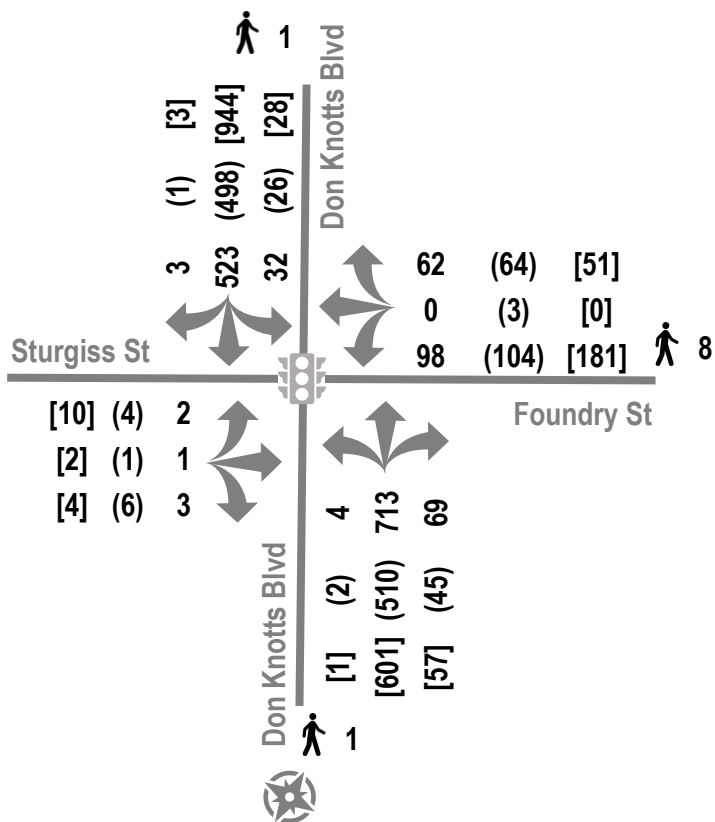 1
Don Knotts Blvd
[3] [944] [28]
(1) (498) (26)
3 523 32
62 (64) [51]
0 (3) [0]
98 (104) [181]
8
Sturgiss St
Foundry St
[10] (4) 2
[2] (1) 1
[4] (6) 3
4 713 69
(2) (510) (45)
[1] [601] [57]
Don Knotts Blvd
1